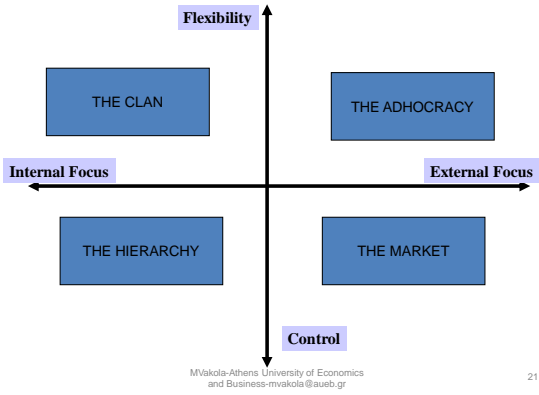 Flexibility
THE CLAN
THE ADHOCRACY
Internal Focus
External Focus
THE HIERARCHY
THE MARKET
Control
MVakola-Athens University of Economics
and Business-mvakola@aueb.gr
21